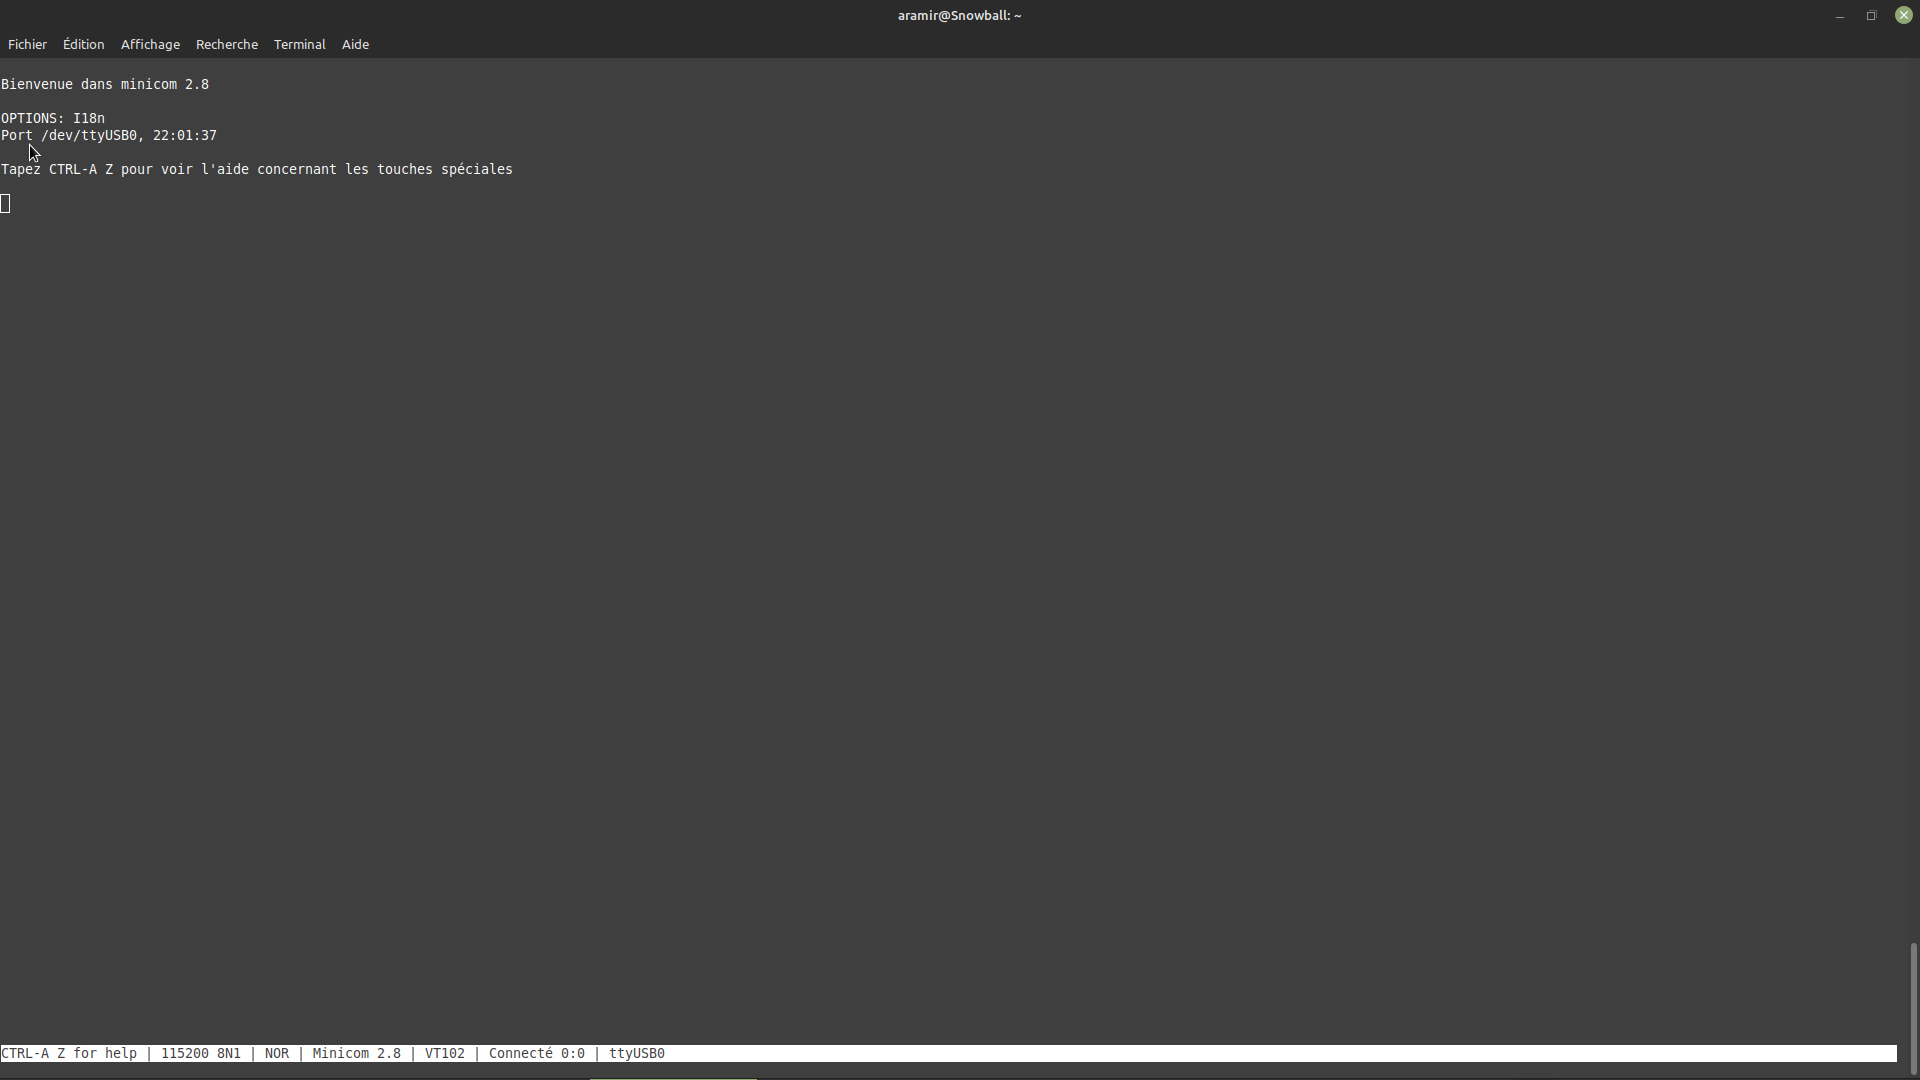 aramir@Snowball: ~
Fichier Édition Affichage Recherche Terminal Aide
Bienvenue dans minicom 2.8
OPTIONS: I18n
Port /dev/ttyUSB0, 22:01:37
Tapez CTRL-A Z pour voir l'aide concernant les touches spéciales
CTRL-A Z for help | 115200 8N1 | NOR | Minicom 2.8 | VT102 | Connecté 0:0 | ttyUSB0